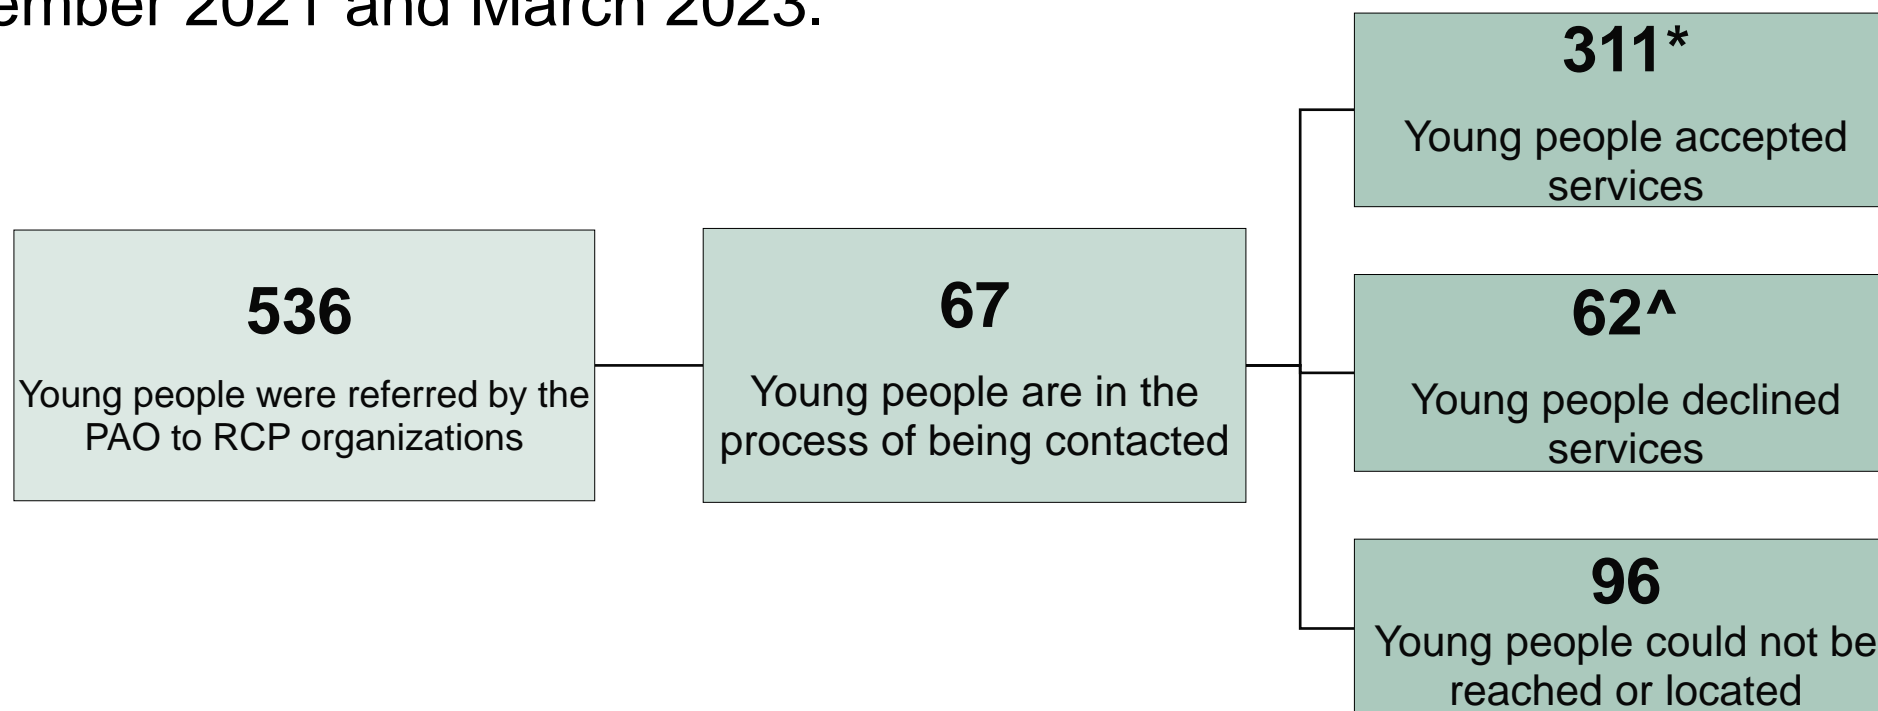 ember 2021 and March 2023.
536
Young people were referred by the
PAO to RCP organizations
67
Young people are in the
process of being contacted
311*
Young people accepted
services
62^
Young people declined
services
96
Young people could not be
reached or located